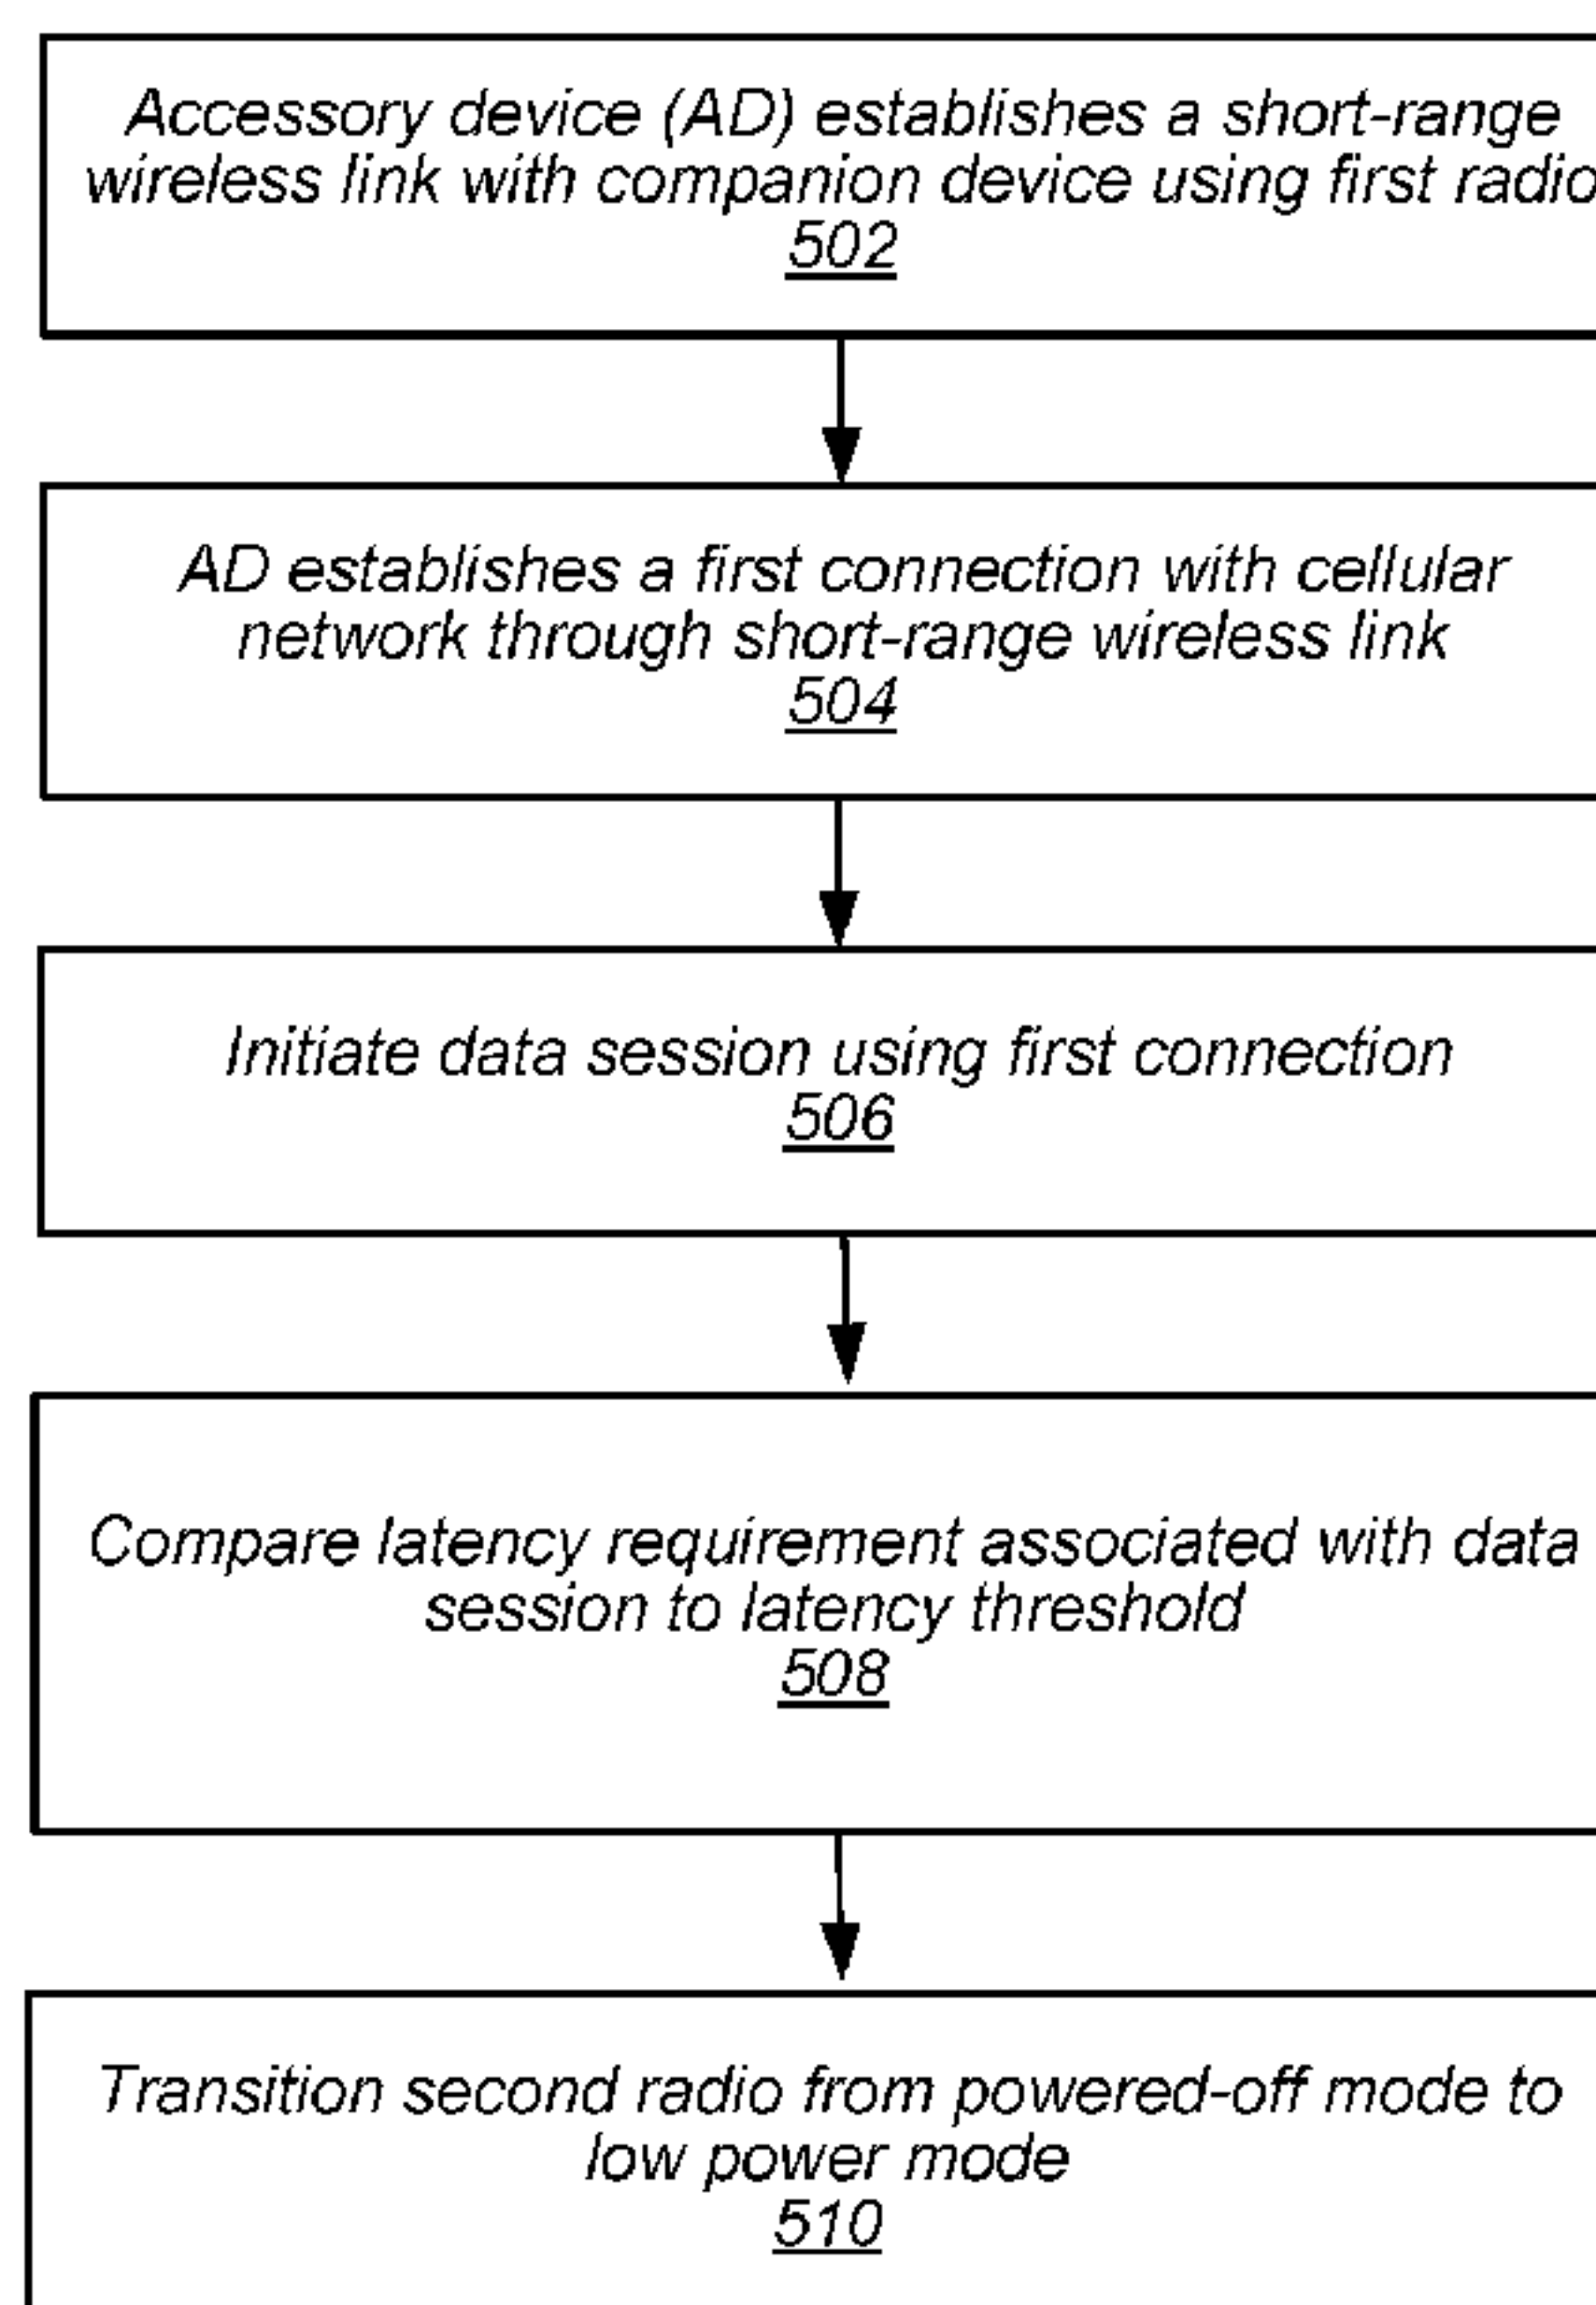 Accessory device (AD) establishes a short-range
wireless link with companion device using first radio
502
AD establishes a first connection with cellular
network through short-range wireless link
504
Initiate data session using first connection
506
Compare latency requirement associated with data
session to latency threshold
508
Transition second radio from powered-off mode to
low power mode
510